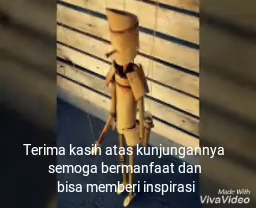 Terima kasih atas kunjungannya
semoga bermanfaat dan
bisa memberi inspirasi
Made With
VivaVideo